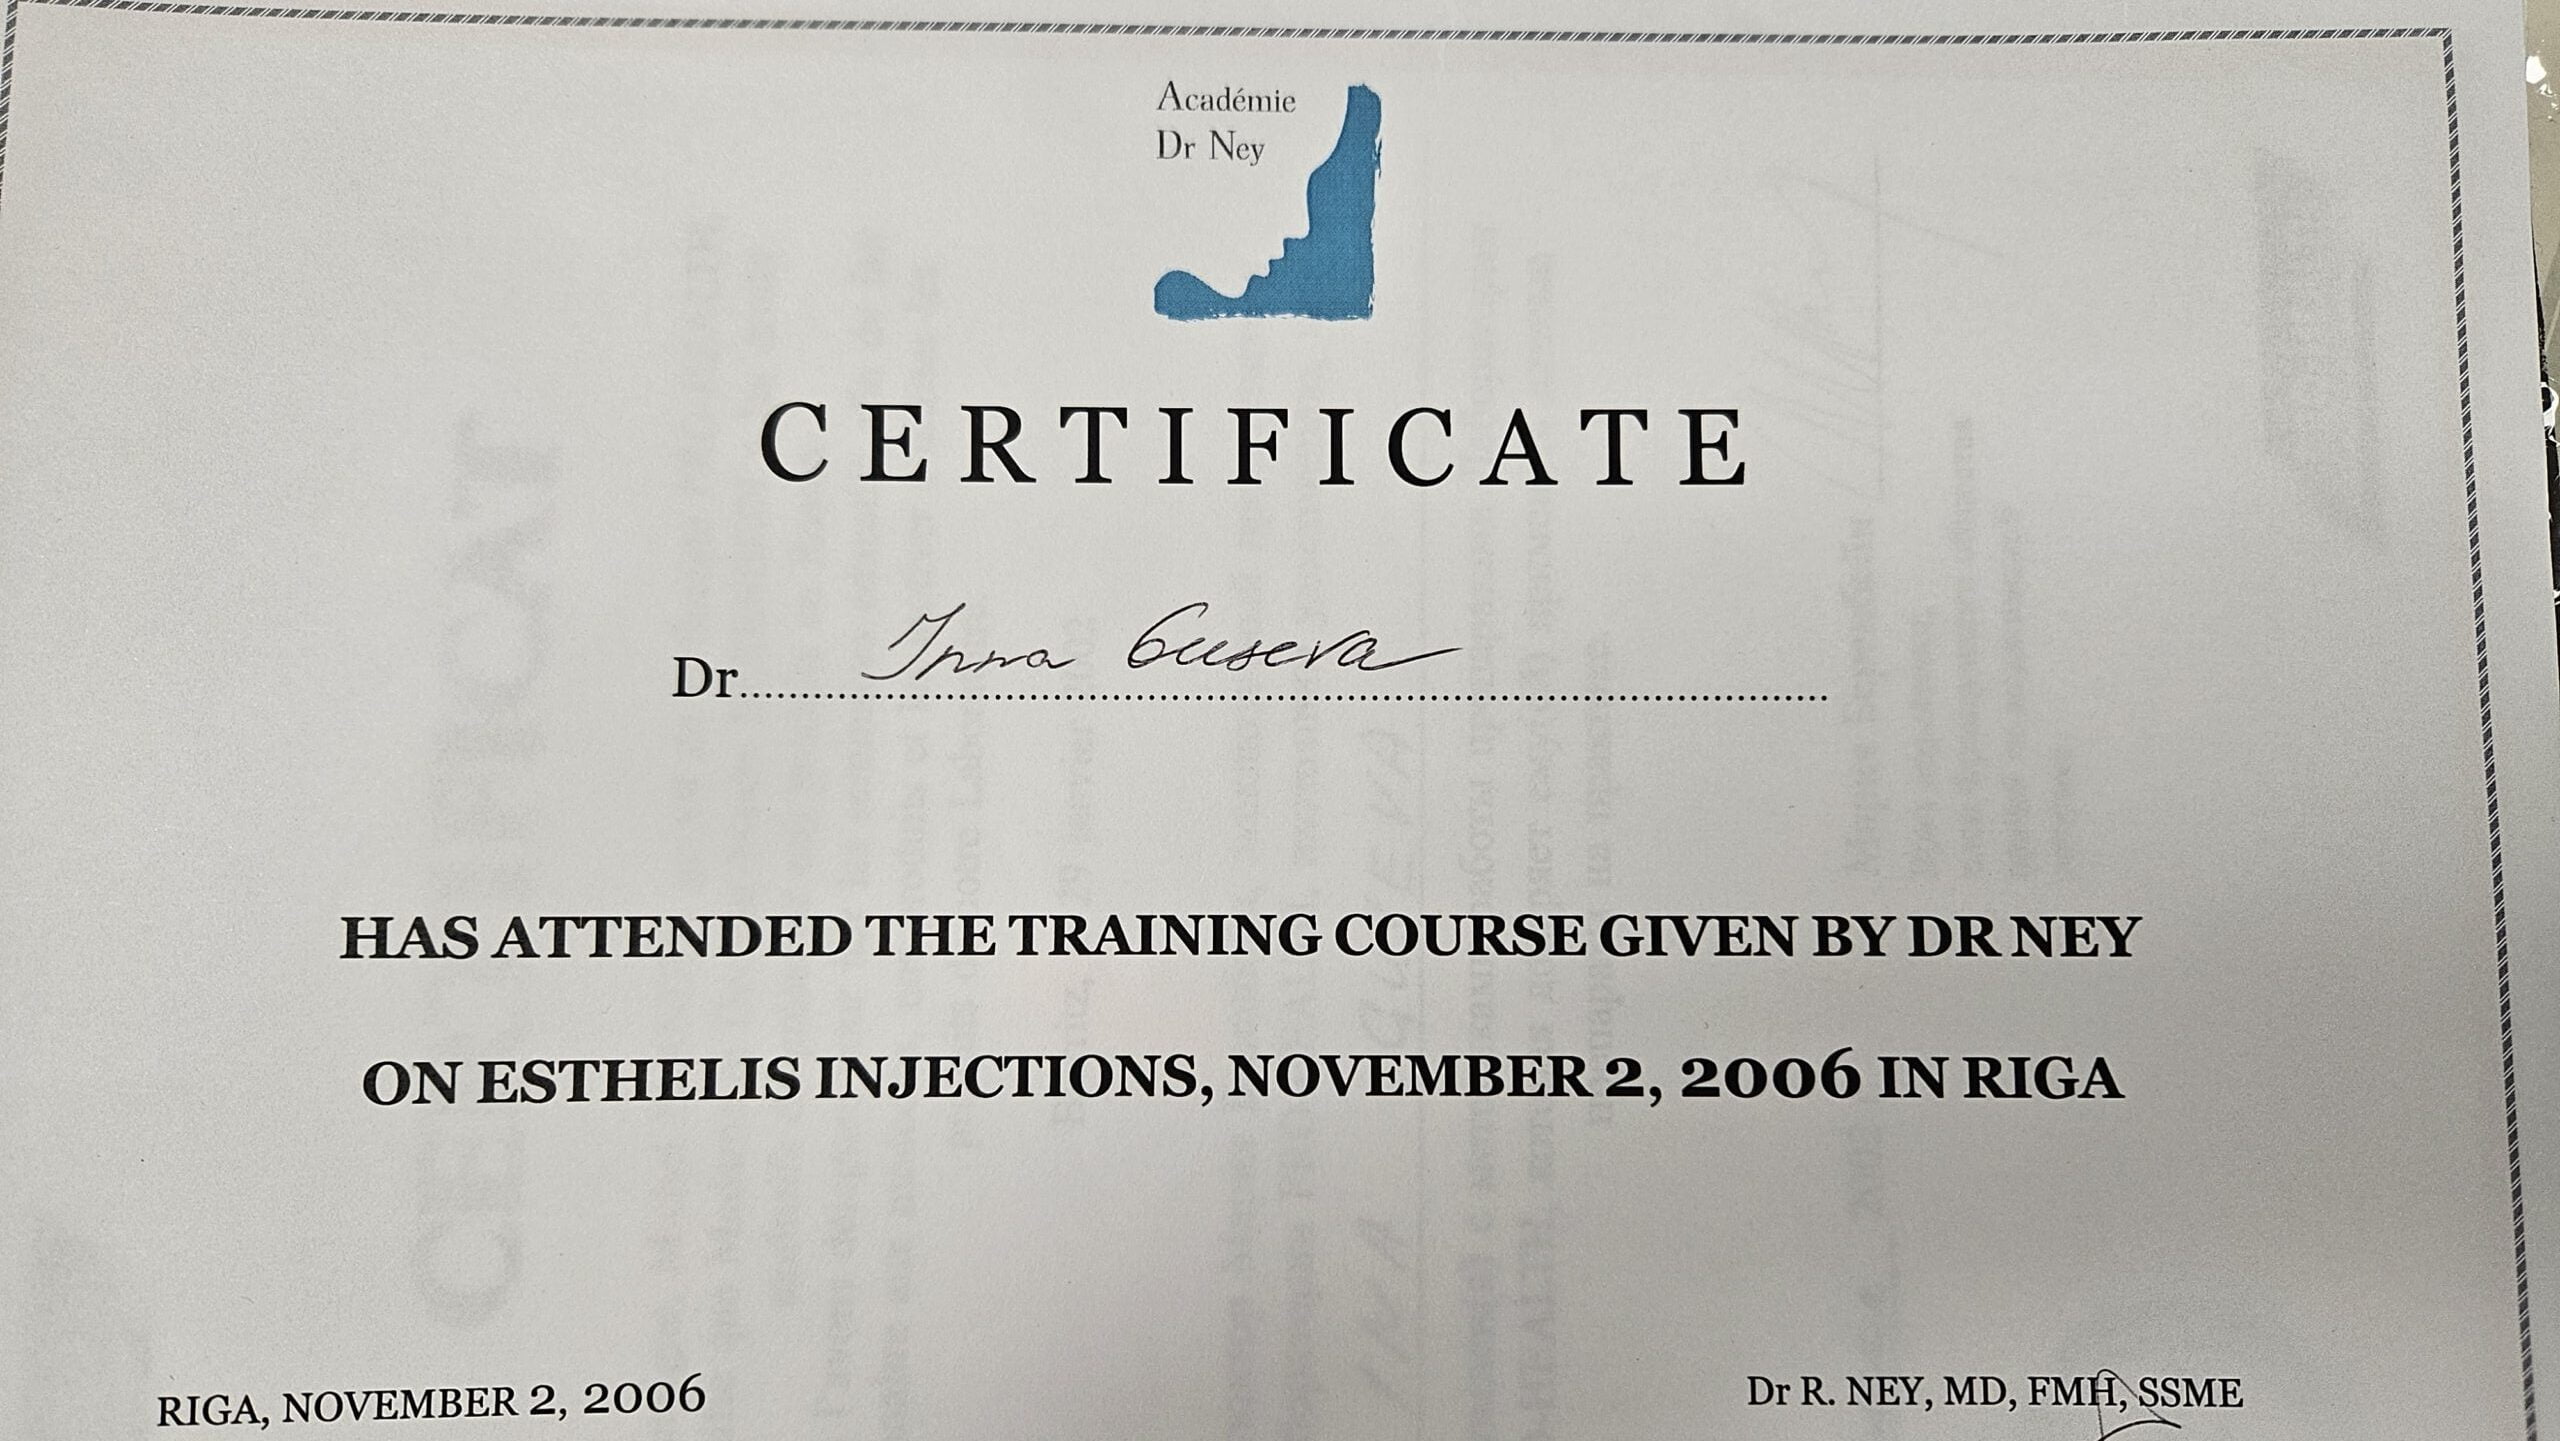 Académie
Dr Ney
CERTIFICATE
Dr.......... Inna Guseva ..........
HAS ATTENDED THE TRAINING COURSE GIVEN BY DR NEY
ON ESTHELIS INJECTIONS, NOVEMBER 2, 2006 IN RIGA
RIGA, NOVEMBER 2, 2006
Dr R. NEY, MD, FMH, SSME